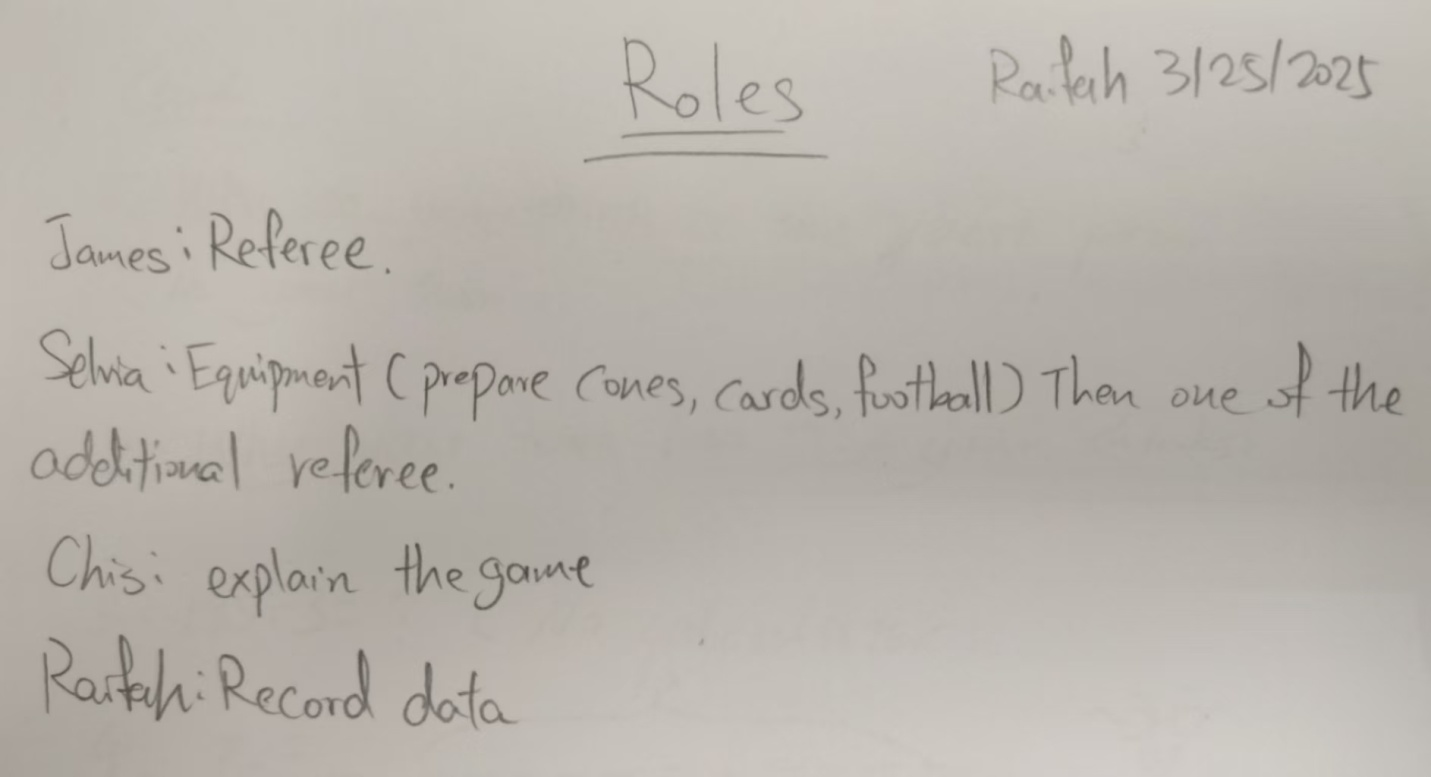 Roles
Raifah 3/25/2025
James: Referee.
Selvia: Equipment (prepare cones, cards, football) Then one of the
additional referee.
Chis: explain the game
Raifah: Record data